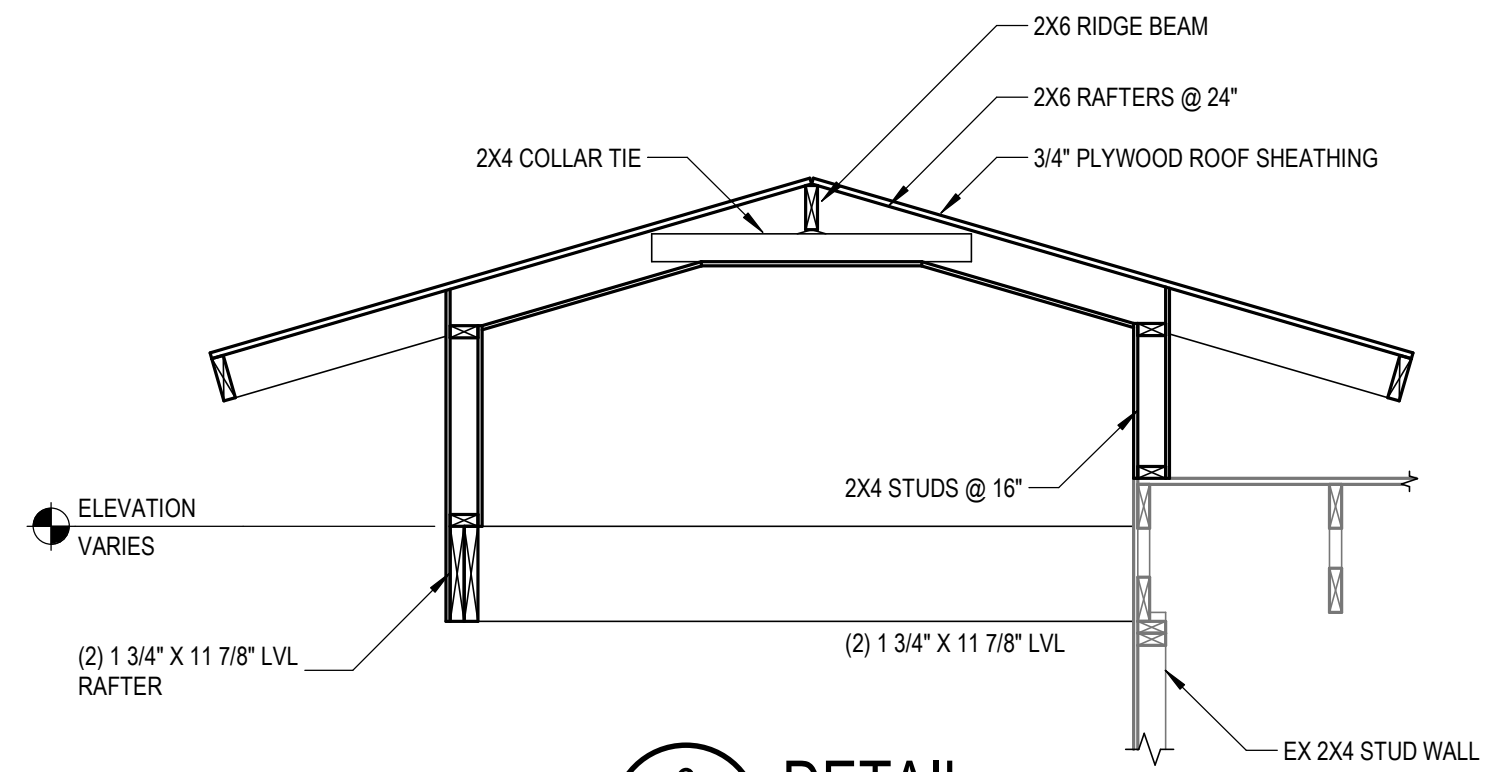 2X6 RIDGE BEAM
2X6 RAFTERS @ 24"
2X4 COLLAR TIE
3/4" PLYWOOD ROOF SHEATHING
2X4 STUDS @ 16"
ELEVATION
VARIES
(2) 1 3/4" X 11 7/8" LVL
RAFTER
(2) 1 3/4" X 11 7/8" LVL
EX 2X4 STUD WALL
DETAIL